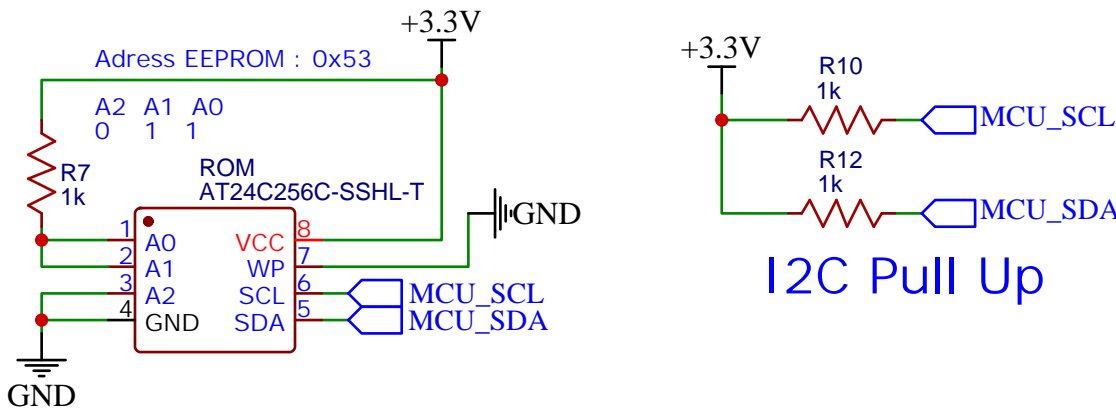 +3.3V
Adress EEPROM : 0x53
A2 A1 A0
0 1 1
R7
1k
ROM
AT24C256C-SSHL-T
1 A0
2 A1
3 A2
4 GND
VCC 8
WP 7
SCL 6
SDA 5
GND
MCU_SCL
MCU_SDA
GND
+3.3V
R10
1k
MCU_SCL
R12
1k
MCU_SDA
I2C Pull Up